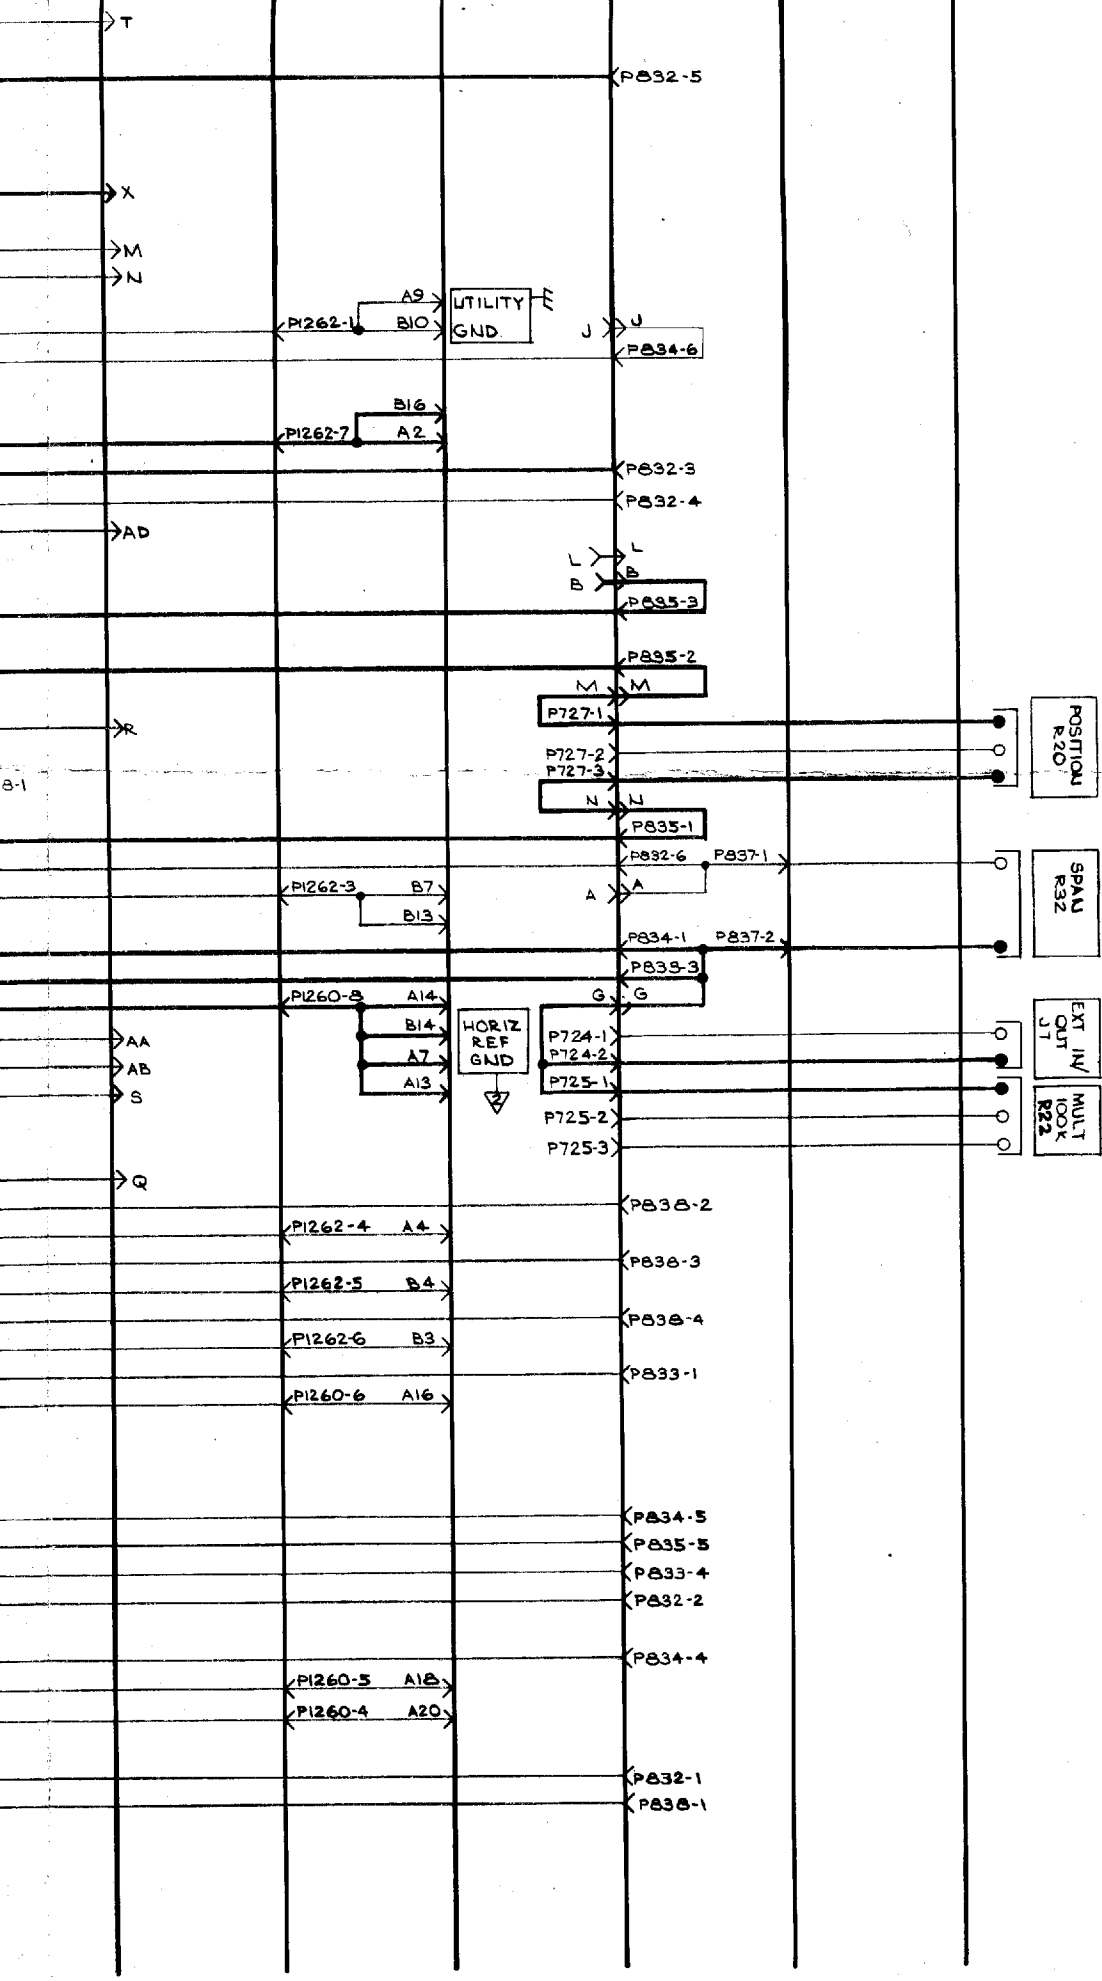 T
P832-5
X
M
N
A9 UTILITY
P1262-1 B10 GND
J J
P834-6
B16
P1262-7 A2
P832-3
P832-4
AD
L L
B B
P835-3
P835-2
M M
P727-1
R
P727-2
P727-3
POSITION
R20
8-1
N N
P835-1
P832-6 P837-1
SPAN
R32
P1262-3 B7
A A
B13
P834-1 P837-2
P833-3
P1260-8 A14
G G
B14
HORIZ
REF
GND
2
A7
A13
P724-1
P724-2
EXT IN/
OUT
J7
P725-1
P725-2
P725-3
MULT
100K
R22
AA
AB
S
Q
P838-2
P1262-4 A4
P838-3
P1262-5 B4
P838-4
P1262-6 B3
P833-1
P1260-6 A16
P834-5
P835-5
P833-4
P832-2
P834-4
P1260-5 A18
P1260-4 A20
P832-1
P838-1